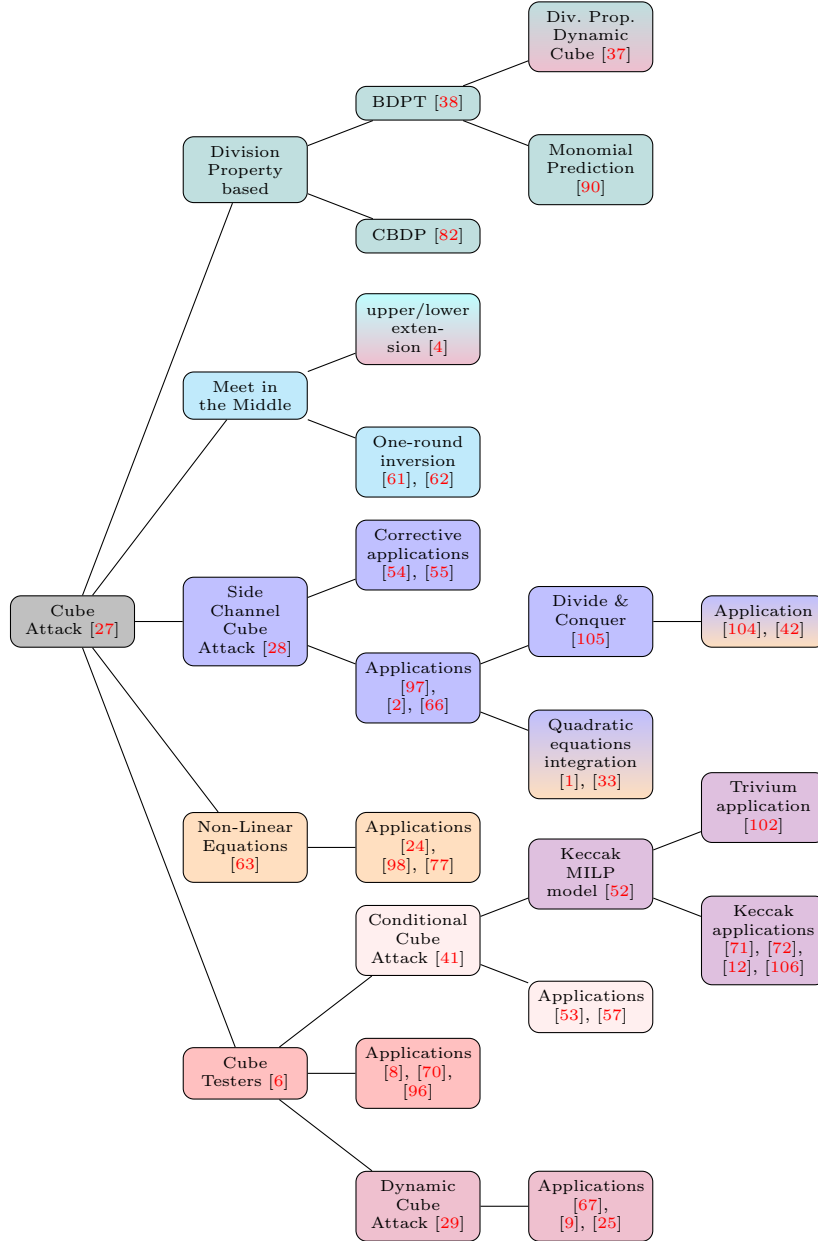 Div. Prop.
Dynamic
Cube [37]
BDPT [38]
Division
Property
based
Monomial
Prediction
[90]
CBDP [82]
upper/lower
exten-
sion [4]
Meet in
the Middle
One-round
inversion
[61], [62]
Corrective
applications
[54], [55]
Cube
Attack [27]
Side
Channel
Cube
Attack [28]
Divide &
Conquer
[105]
Application
[104], [42]
Applications
[97],
[2], [66]
Quadratic
equations
integration
[1], [33]
Trivium
application
[102]
Non-Linear
Equations
[63]
Applications
[24],
[98], [77]
Keccak
MILP
model [52]
Keccak
applications
[71], [72],
[12], [106]
Conditional
Cube
Attack [41]
Applications
[53], [57]
Cube
Testers [6]
Applications
[8], [70],
[96]
Dynamic
Cube
Attack [29]
Applications
[67],
[9], [25]